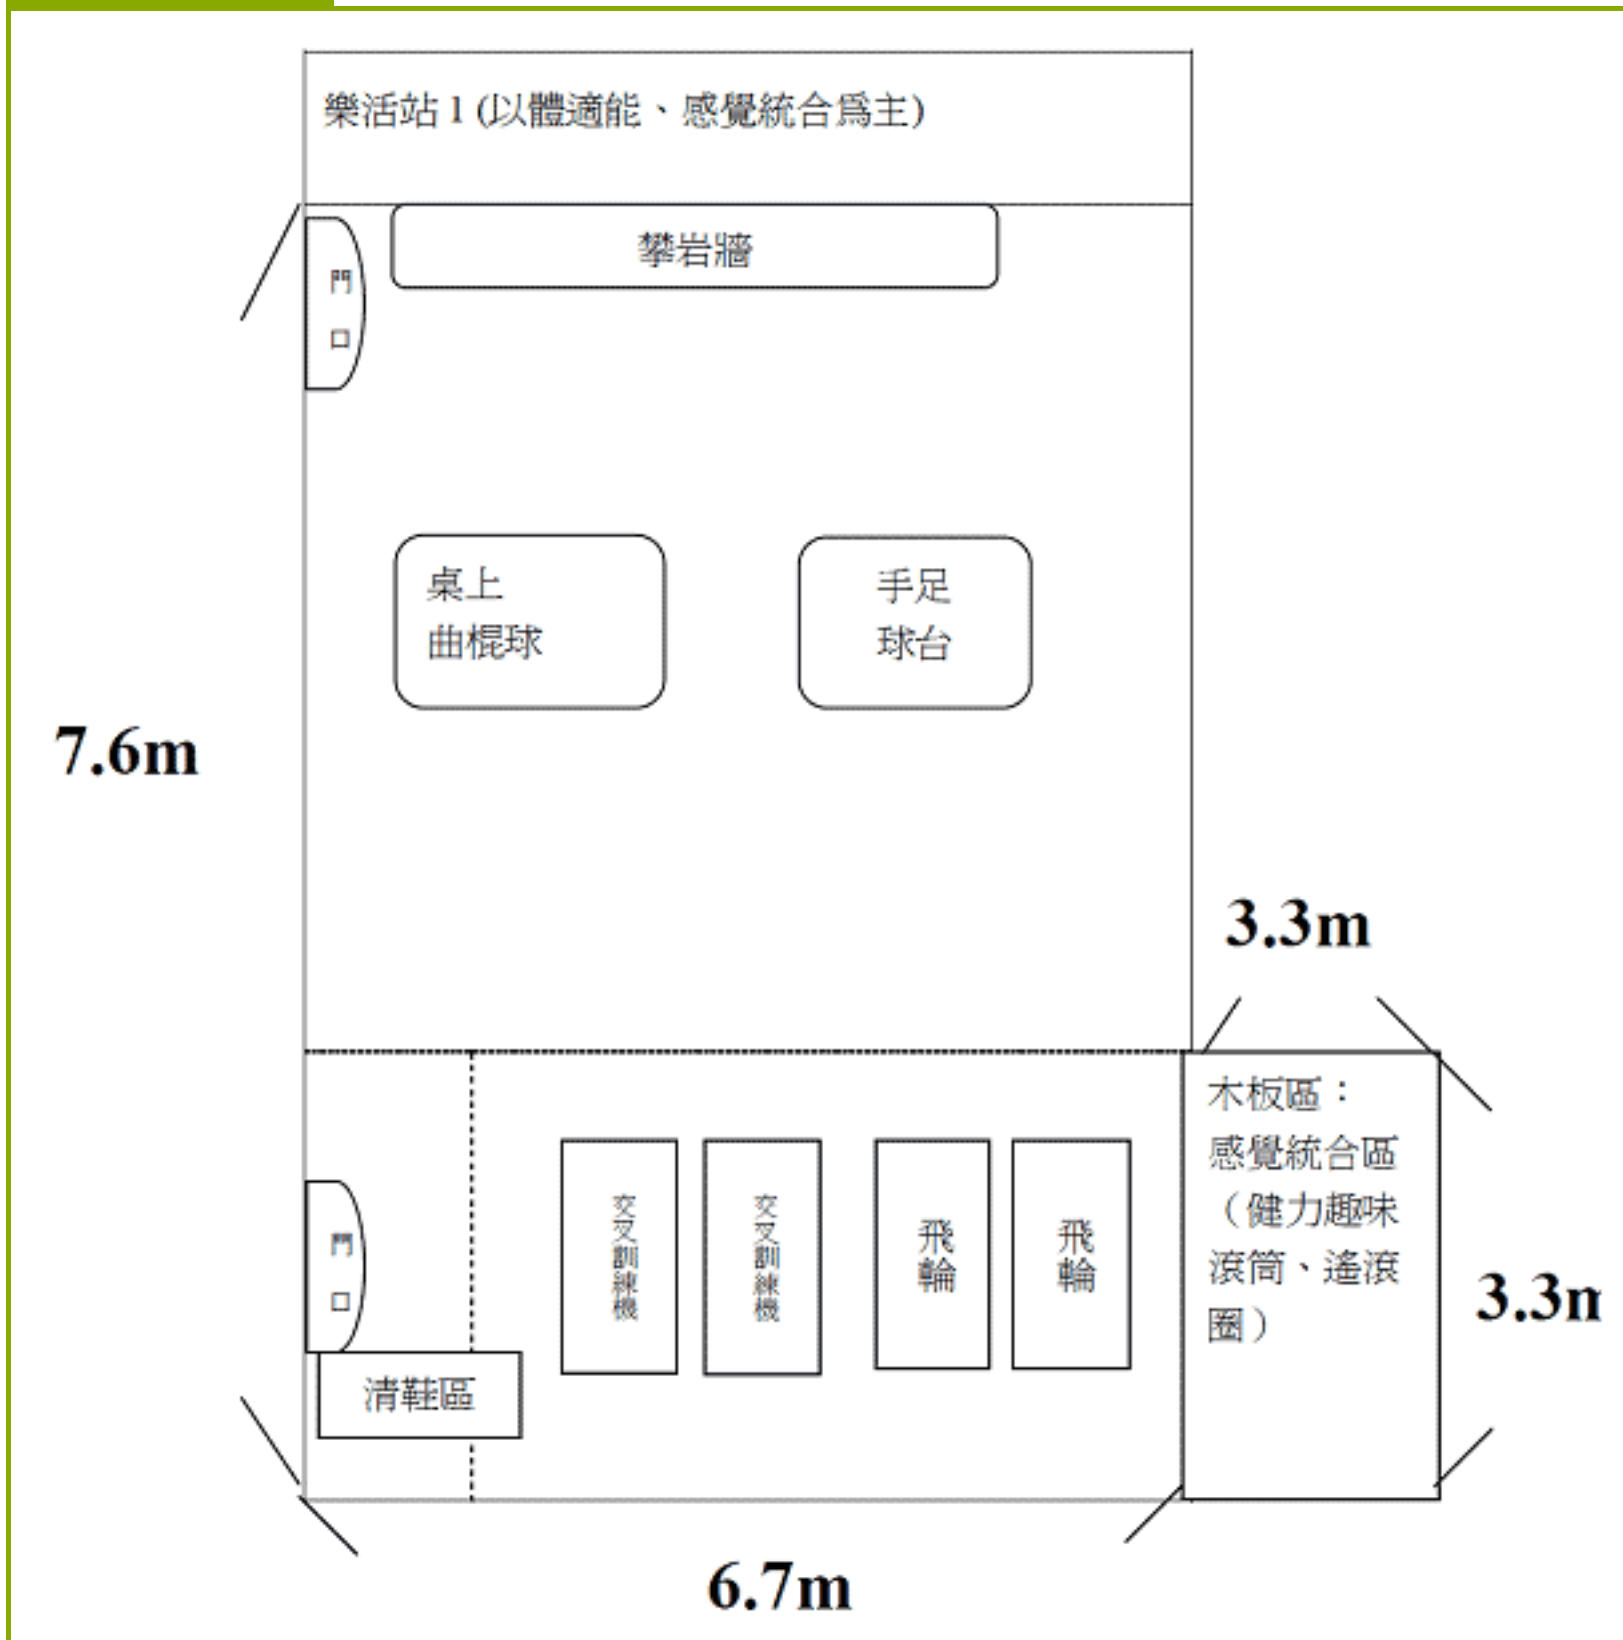 樂活站 1 (以體適能、感覺統合爲主)
攀岩牆
門
口
桌上
曲棍球
手足
球台
7.6m
3.3m
木板區：
感覺統合區
（健力趣味
滾筒、遙滾
圈）
交叉訓練機
交叉訓練機
飛輪
飛輪
門
口
3.3m
清鞋區
6.7m